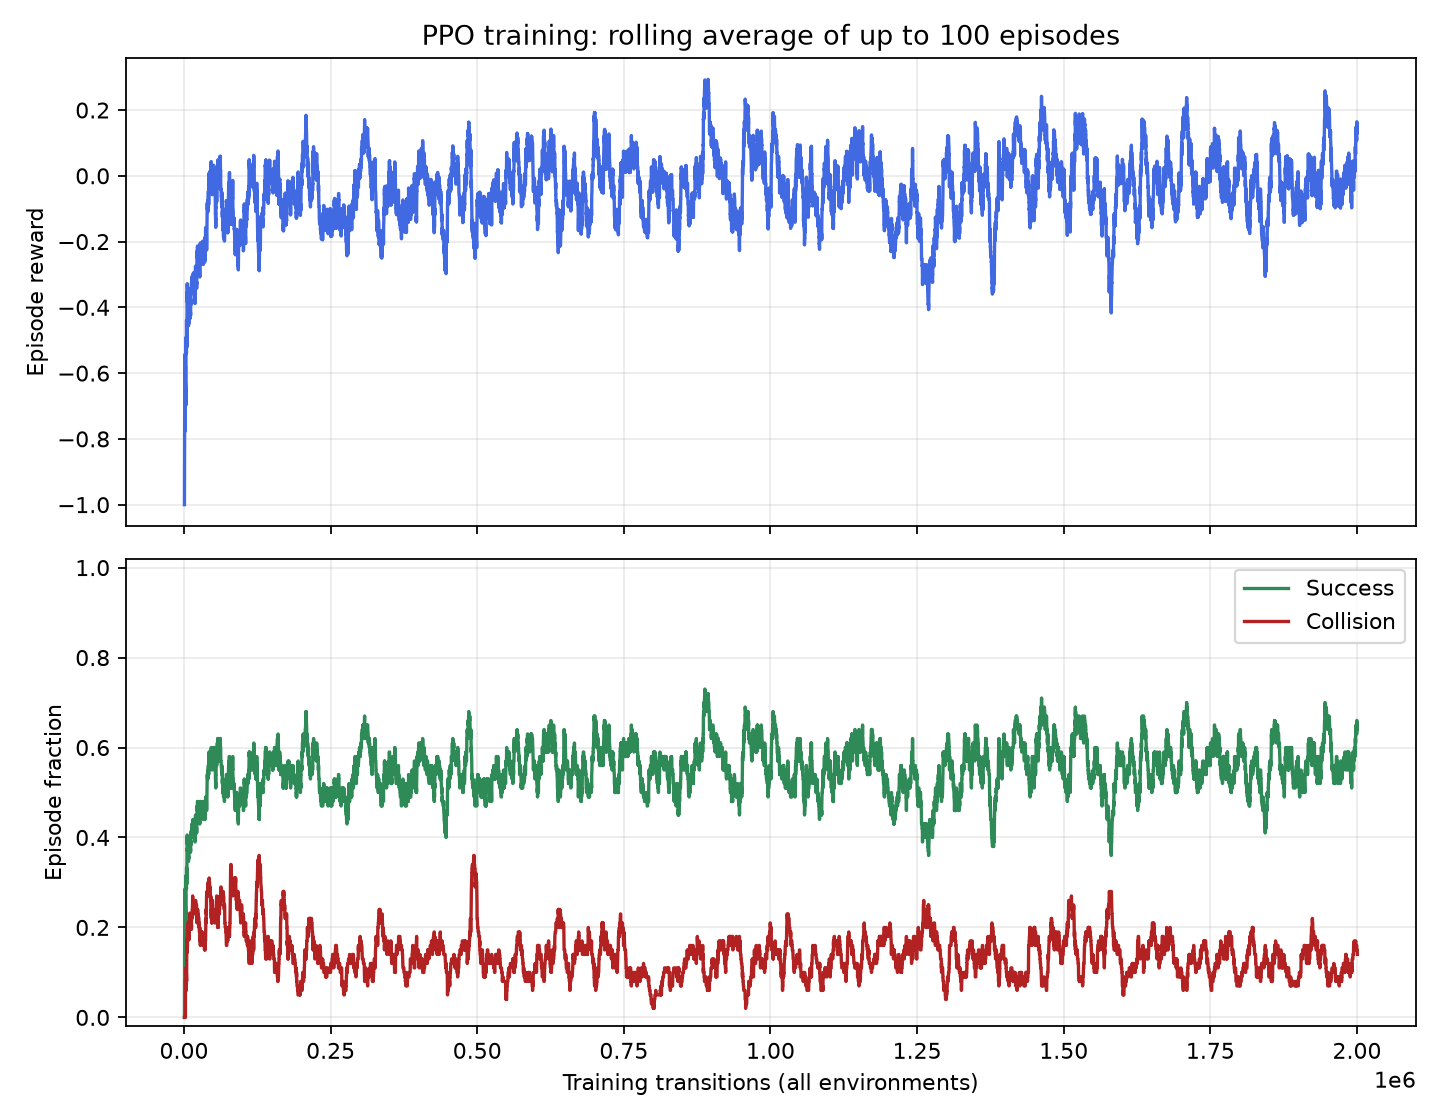 PPO training: rolling average of up to 100 episodes
Episode reward
0.2
0.0
−0.2
−0.4
−0.6
−0.8
−1.0
Episode fraction
1.0
0.8
0.6
0.4
0.2
0.0
Success
Collision
0.00 0.25 0.50 0.75 1.00 1.25 1.50 1.75 2.00
1e6
Training transitions (all environments)